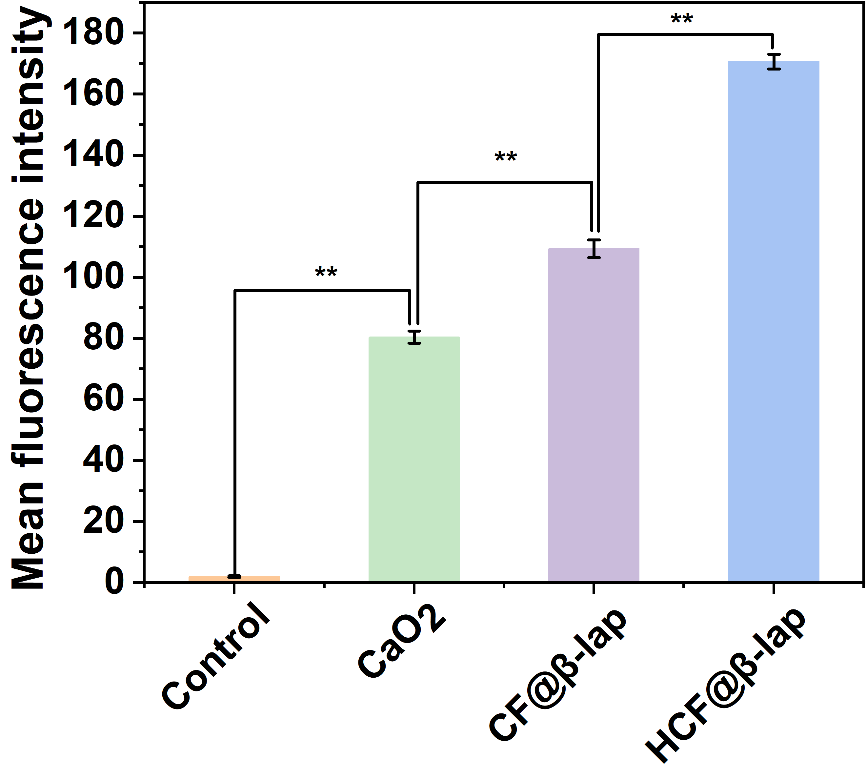 Mean fluorescence intensity
180
160
140
120
100
80
60
40
20
0
**
**
**
Control
CaO2
CF@β-lap
HCF@β-lap